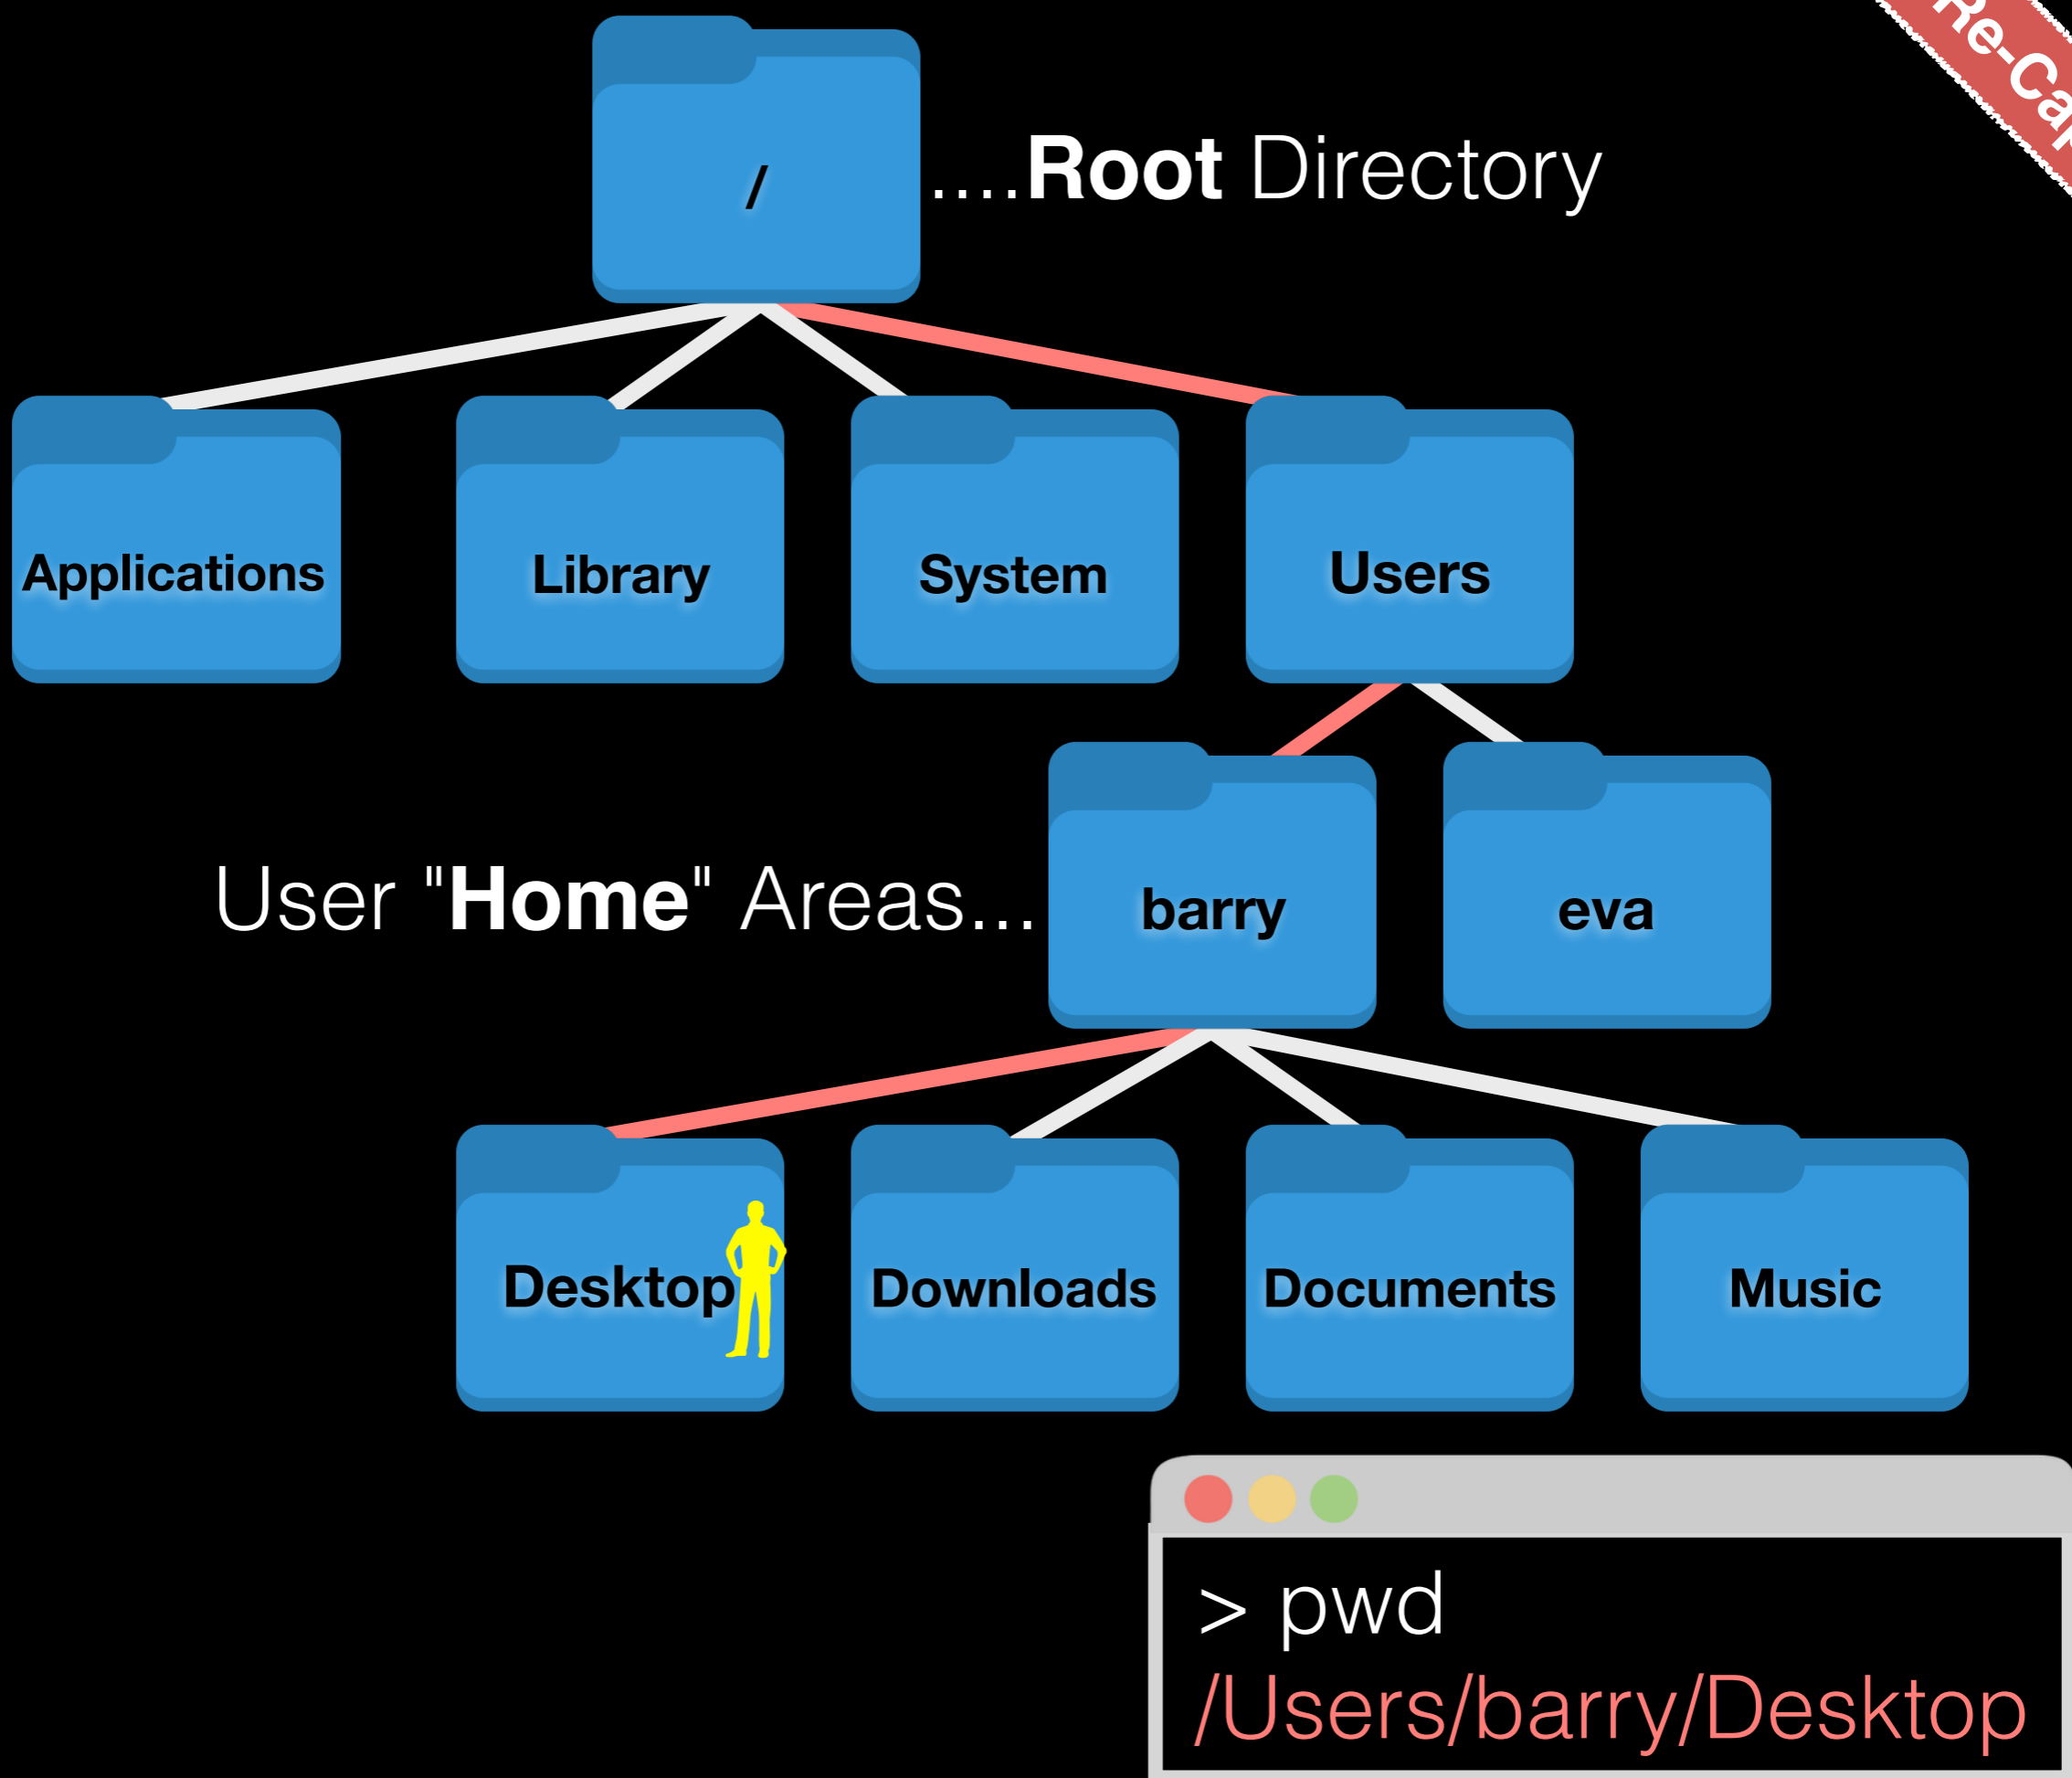 Re-Ca
/
....Root Directory
Applications
Library
System
Users
User "Home" Areas...
barry
eva
Desktop
Downloads
Documents
Music
> pwd
/Users/barry/Desktop